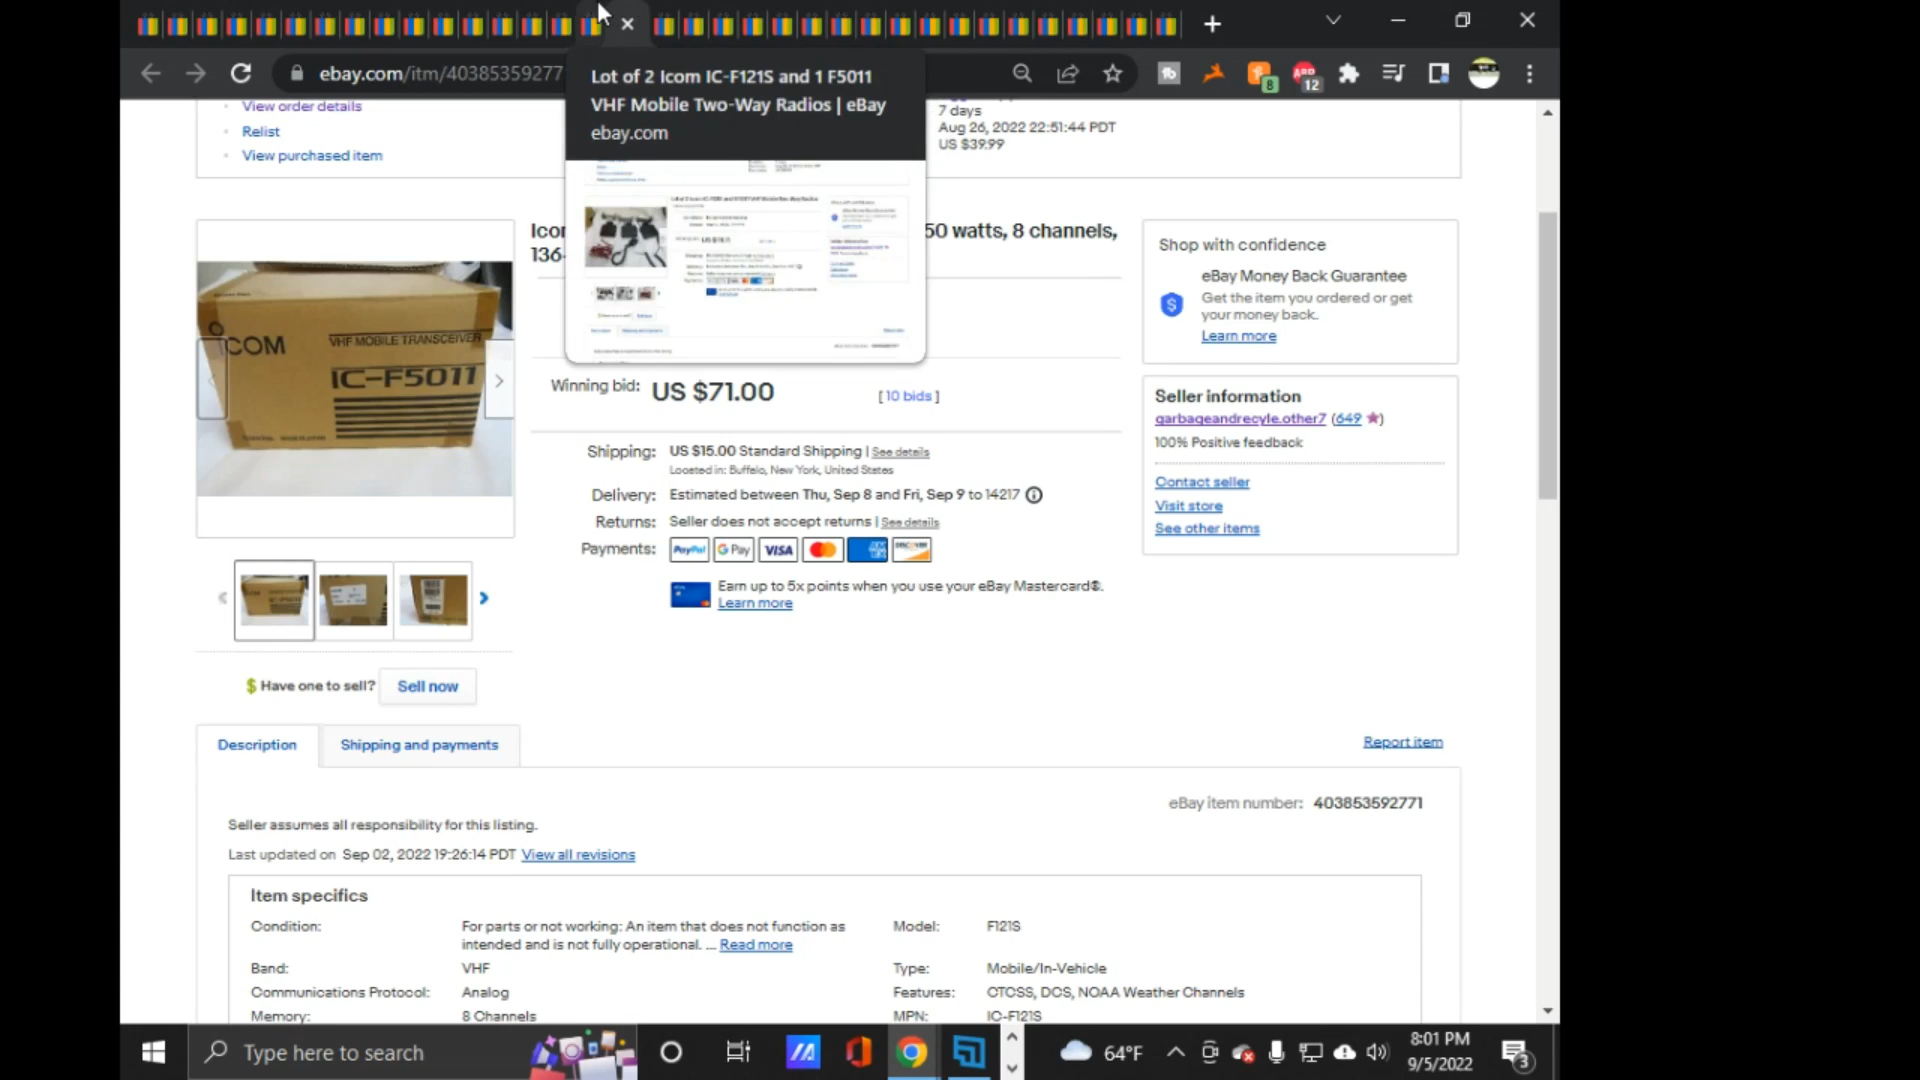 ebay.com/itm/40385359277
8
12
Lot of 2 Icom IC-F121S and 1 F5011
VHF Mobile Two-Way Radios | eBay
ebay.com
View order details
Relist
View purchased item
7 days
Aug 26, 2022 22:51:44 PDT
US $39.99
50 watts, 8 channels,
136-
ICOM
VHF MOBILE TRANSCEIVER
IC-F5011
Winning bid: US $71.00 [ 10 bids ]
Shipping: US $15.00 Standard Shipping | See details
Located in: Buffalo, New York, United States
Delivery: Estimated between Thu, Sep 8 and Fri, Sep 9 to 14217
Returns: Seller does not accept returns | See details
Payments: PayPal G Pay VISA DISCOVER
Earn up to 5x points when you use your eBay Mastercard®.
Learn more
Shop with confidence
eBay Money Back Guarantee
Get the item you ordered or get
your money back.
Learn more
Seller information
garbageandrecyle.other7 (649 ★)
100% Positive feedback
Contact seller
Visit store
See other items
$ Have one to sell? Sell now
Description Shipping and payments
Report item
eBay item number: 403853592771
Seller assumes all responsibility for this listing.
Last updated on Sep 02, 2022 19:26:14 PDT View all revisions
Item specifics
Condition: For parts or not working: An item that does not function as
intended and is not fully operational. ... Read more
Model: F121S
Band: VHF
Type: Mobile/In-Vehicle
Communications Protocol: Analog
Features: CTCSS, DCS, NOAA Weather Channels
Memory: 8 Channels
MPN: IC-F121S
Type here to search
64°F
8:01 PM
9/5/2022
3